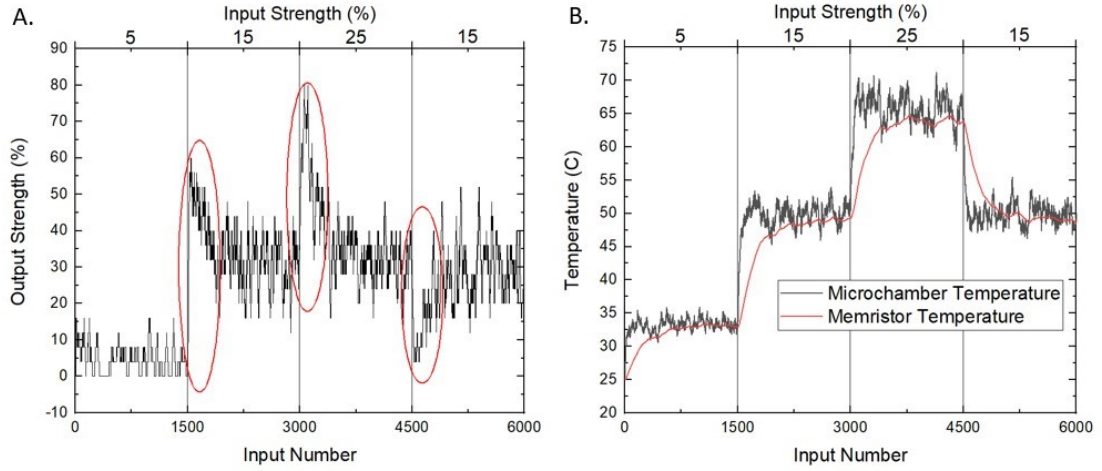 A.
Input Strength (%)
5 15 25 15
90
80
70
60
50
40
30
20
10
0
-10
Output Strength (%)
0 1500 3000 4500 6000
Input Number
B.
Input Strength (%)
5 15 25 15
75
70
65
60
55
50
45
40
35
30
25
20
Temperature (C)
Microchamber Temperature
Memristor Temperature
0 1500 3000 4500 6000
Input Number